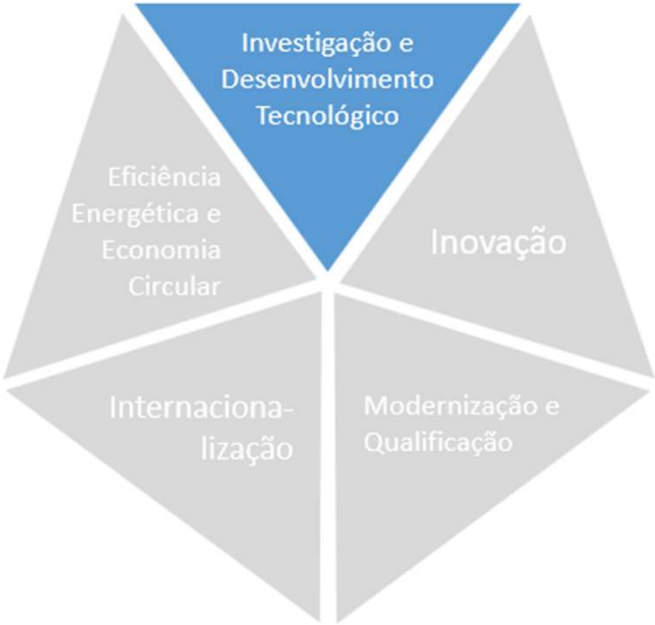 Investigação e
Desenvolvimento
Tecnológico
Eficiência
Energética e
Economia
Circular
Inovação
Internaciona-
lização
Modernização e
Qualificação